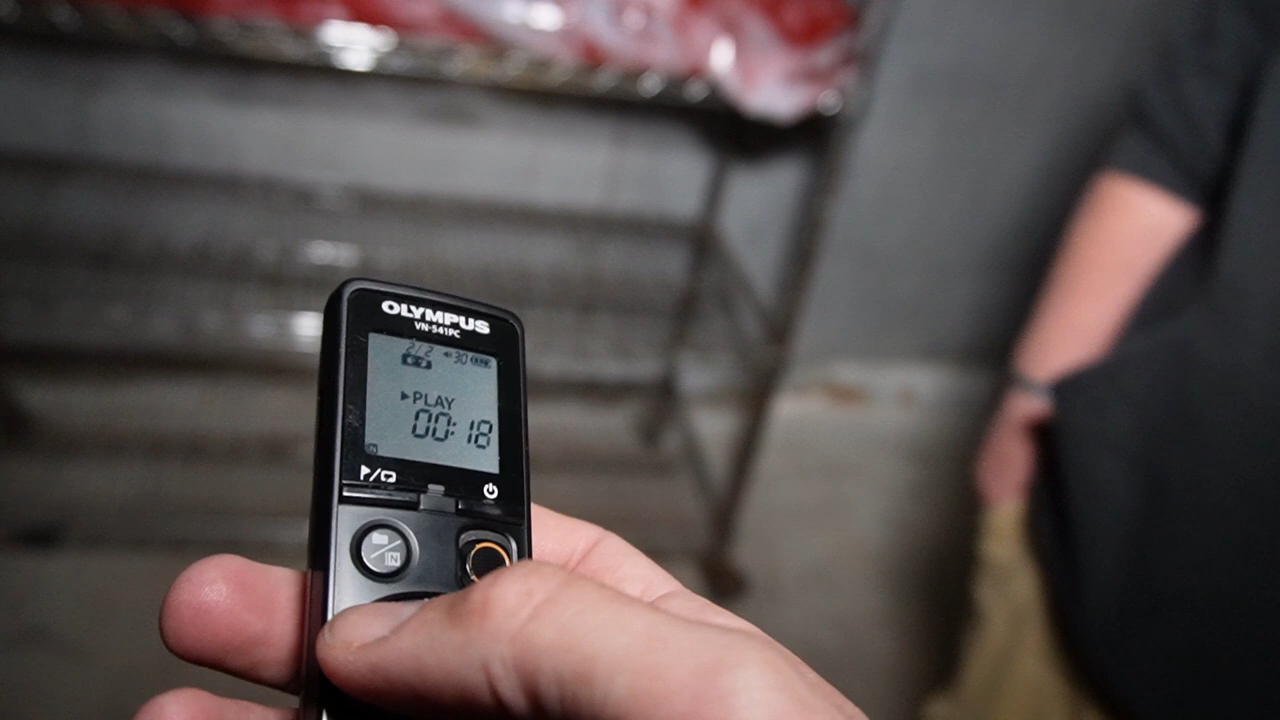 OLYMPUS
VN-541PC
2/2 30
▶PLAY
00:18
N